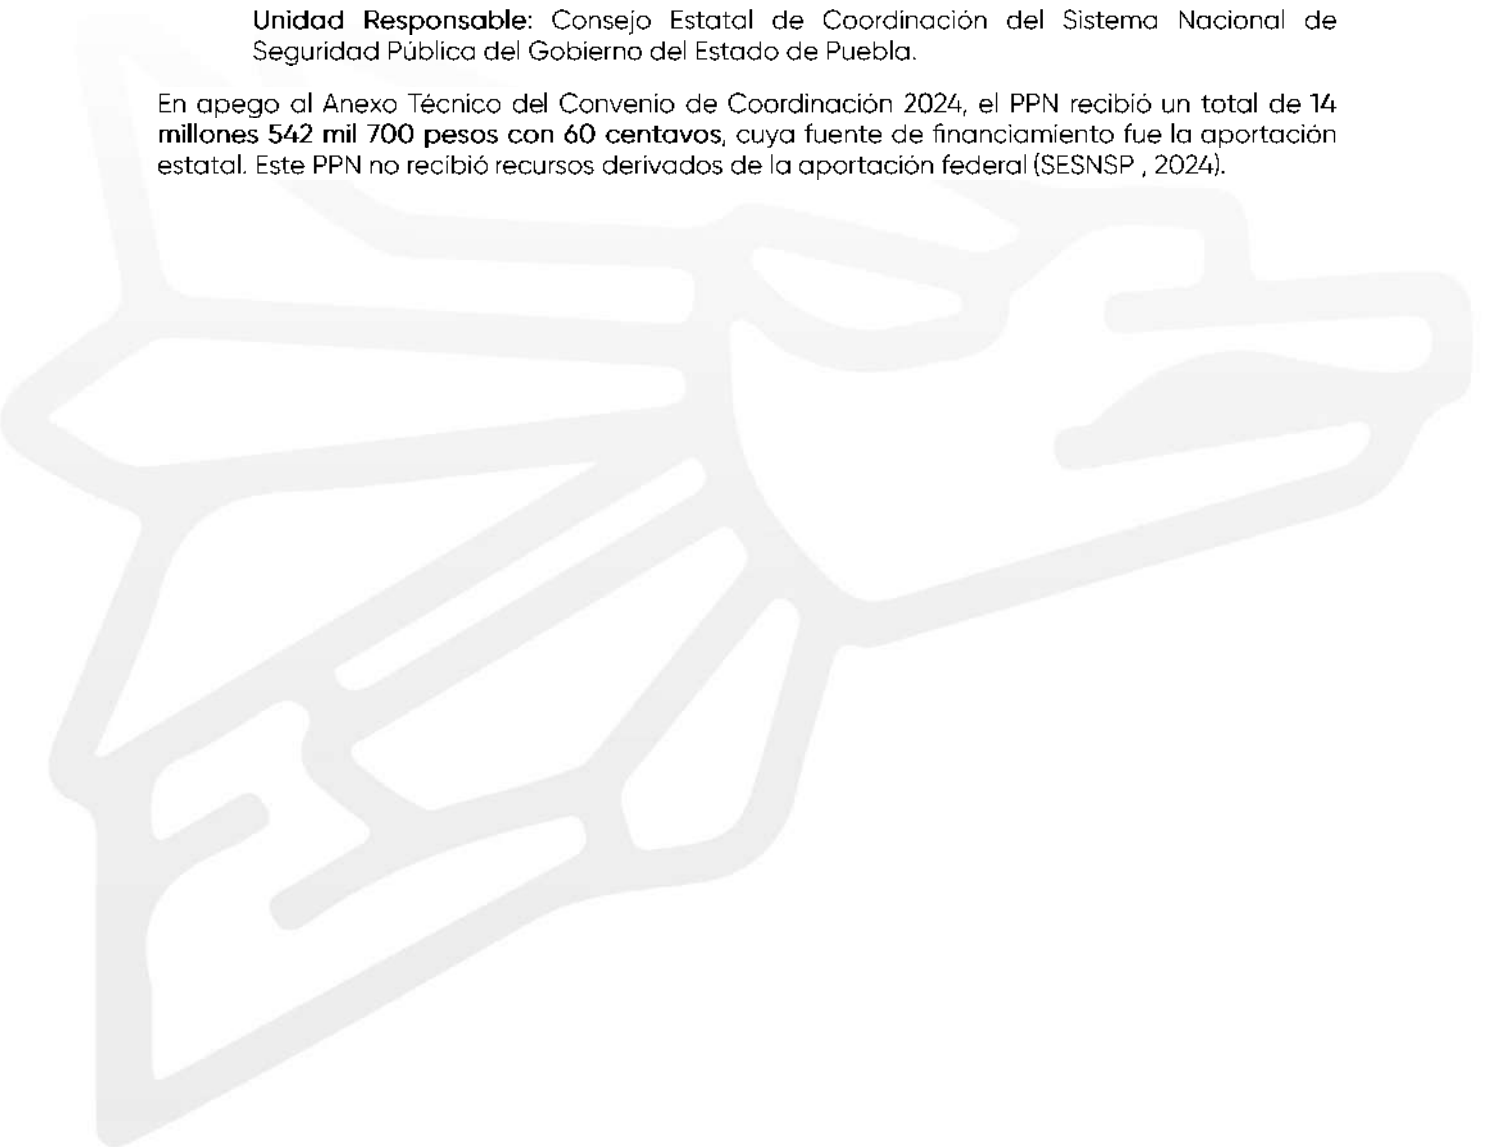 Unidad Responsable: Consejo Estatal de Coordinación del Sistema Nacional de
Seguridad Pública del Gobierno del Estado de Puebla.
En apego al Anexo Técnico del Convenio de Coordinación 2024, el PPN recibió un total de 14
millones 542 mil 700 pesos con 60 centavos, cuya fuente de financiamiento fue la aportación
estatal. Este PPN no recibió recursos derivados de la aportación federal (SESNSP , 2024).